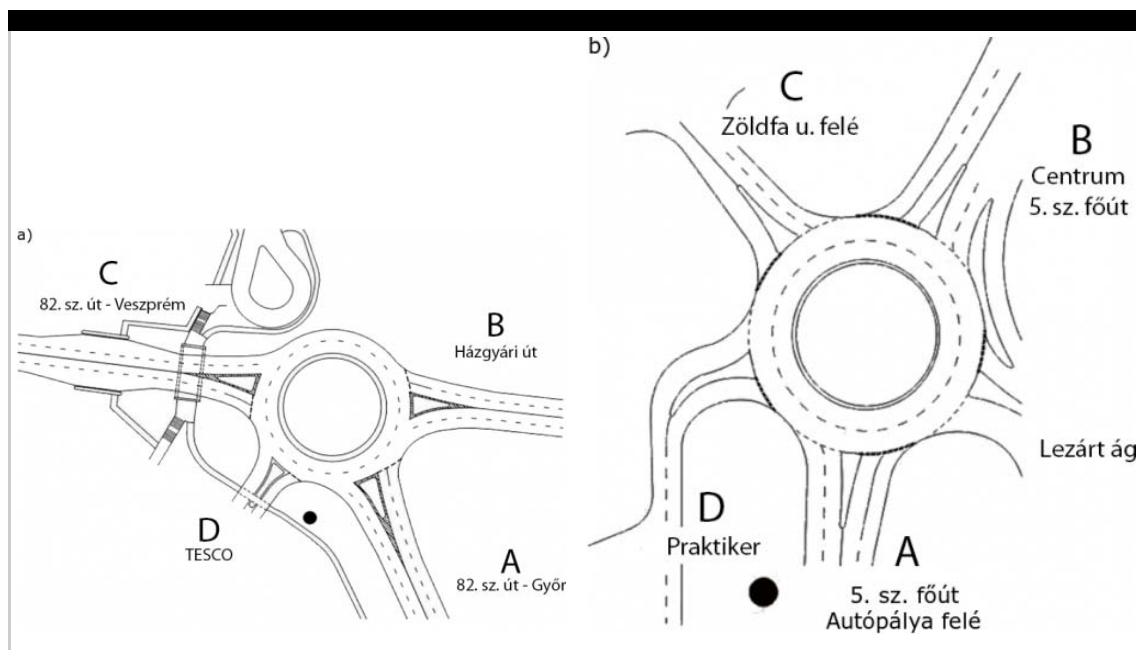 a)
C
82. sz. út - Veszprém
B
Házgyári út
D
TESCO
A
82. sz. út - Győr
b)
C
Zöldfa u. felé
B
Centrum
5. sz. főút
Lezárt ág
D
Praktiker
A
5. sz. főút
Autópálya felé